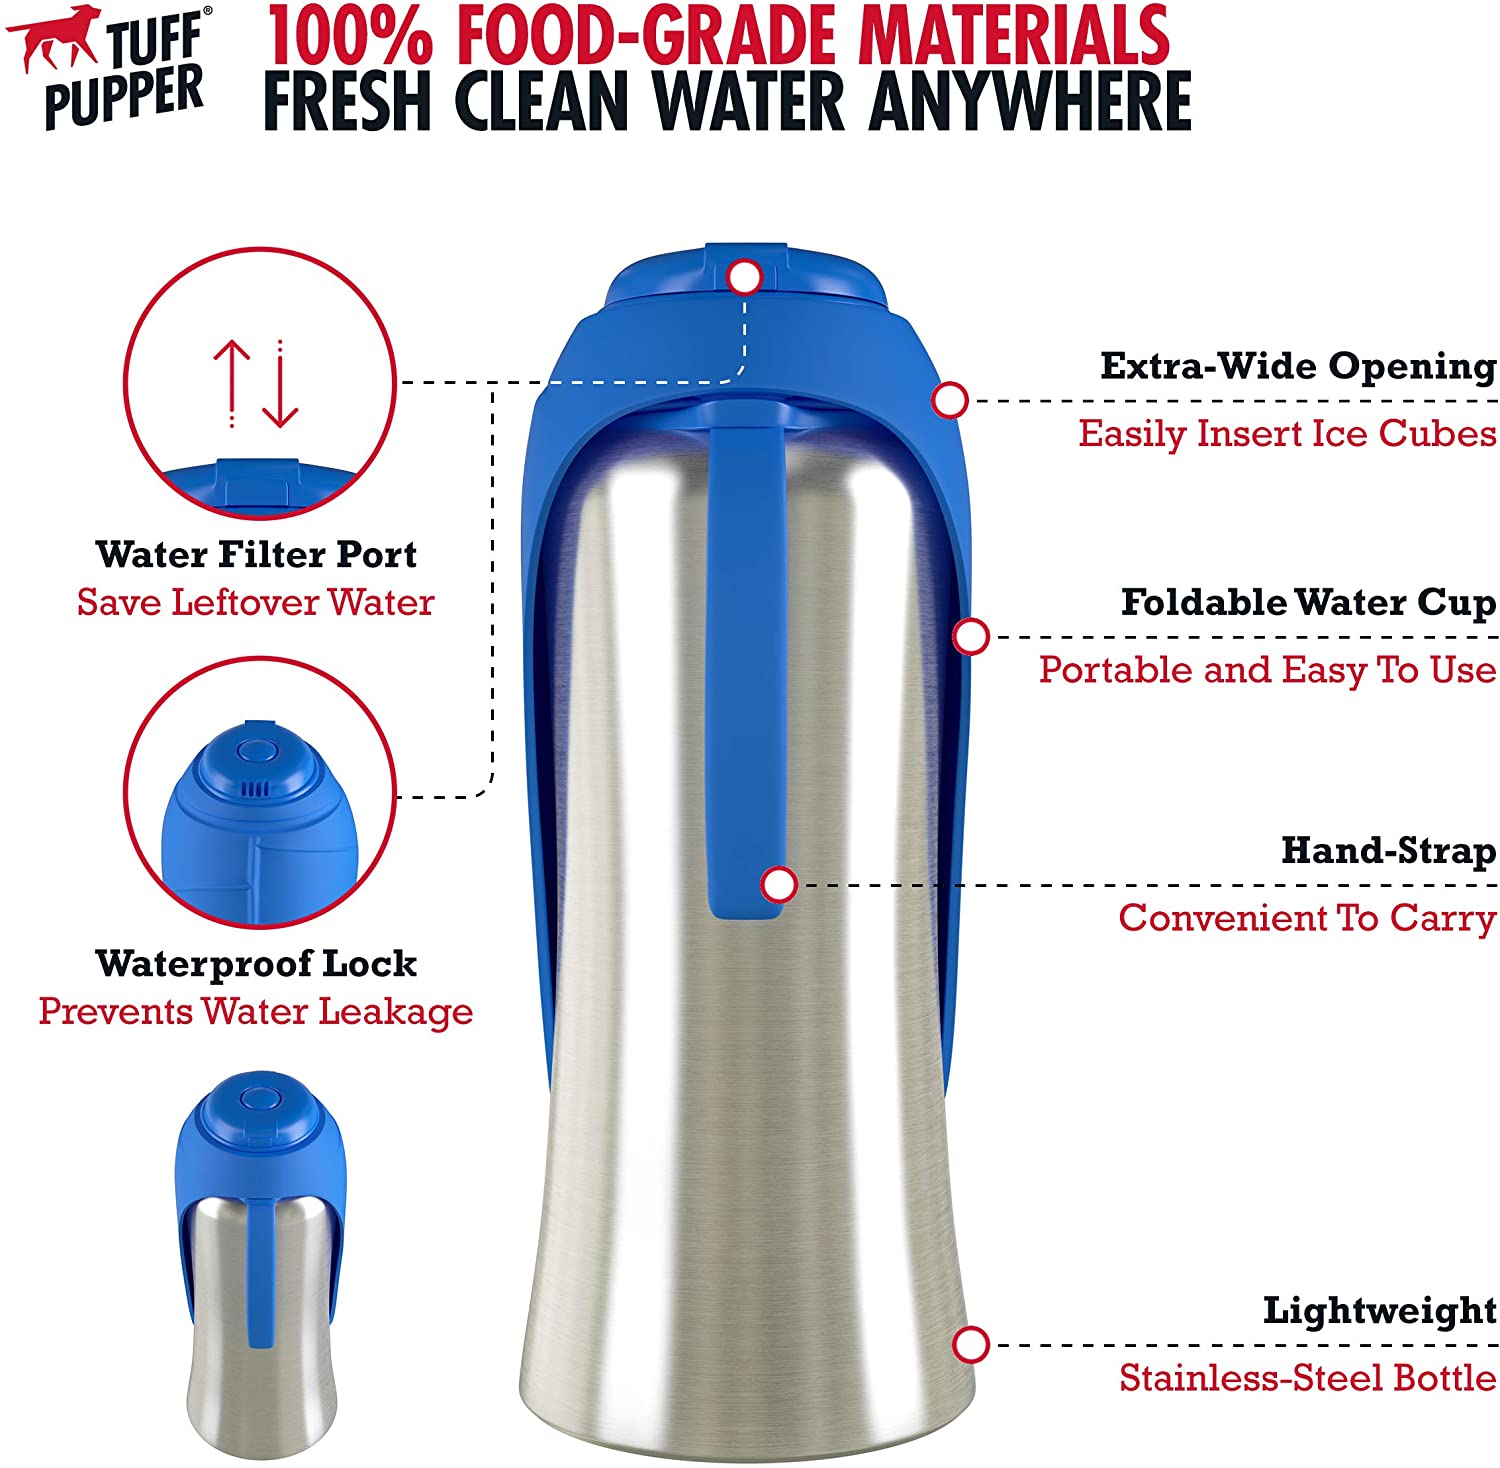 TUFF®
PUPPER
100% FOOD-GRADE MATERIALS
FRESH CLEAN WATER ANYWHERE
Water Filter Port
Save Leftover Water
Waterproof Lock
Prevents Water Leakage
Extra-Wide Opening
Easily Insert Ice Cubes
Foldable Water Cup
Portable and Easy To Use
Hand-Strap
Convenient To Carry
Lightweight
Stainless-Steel Bottle